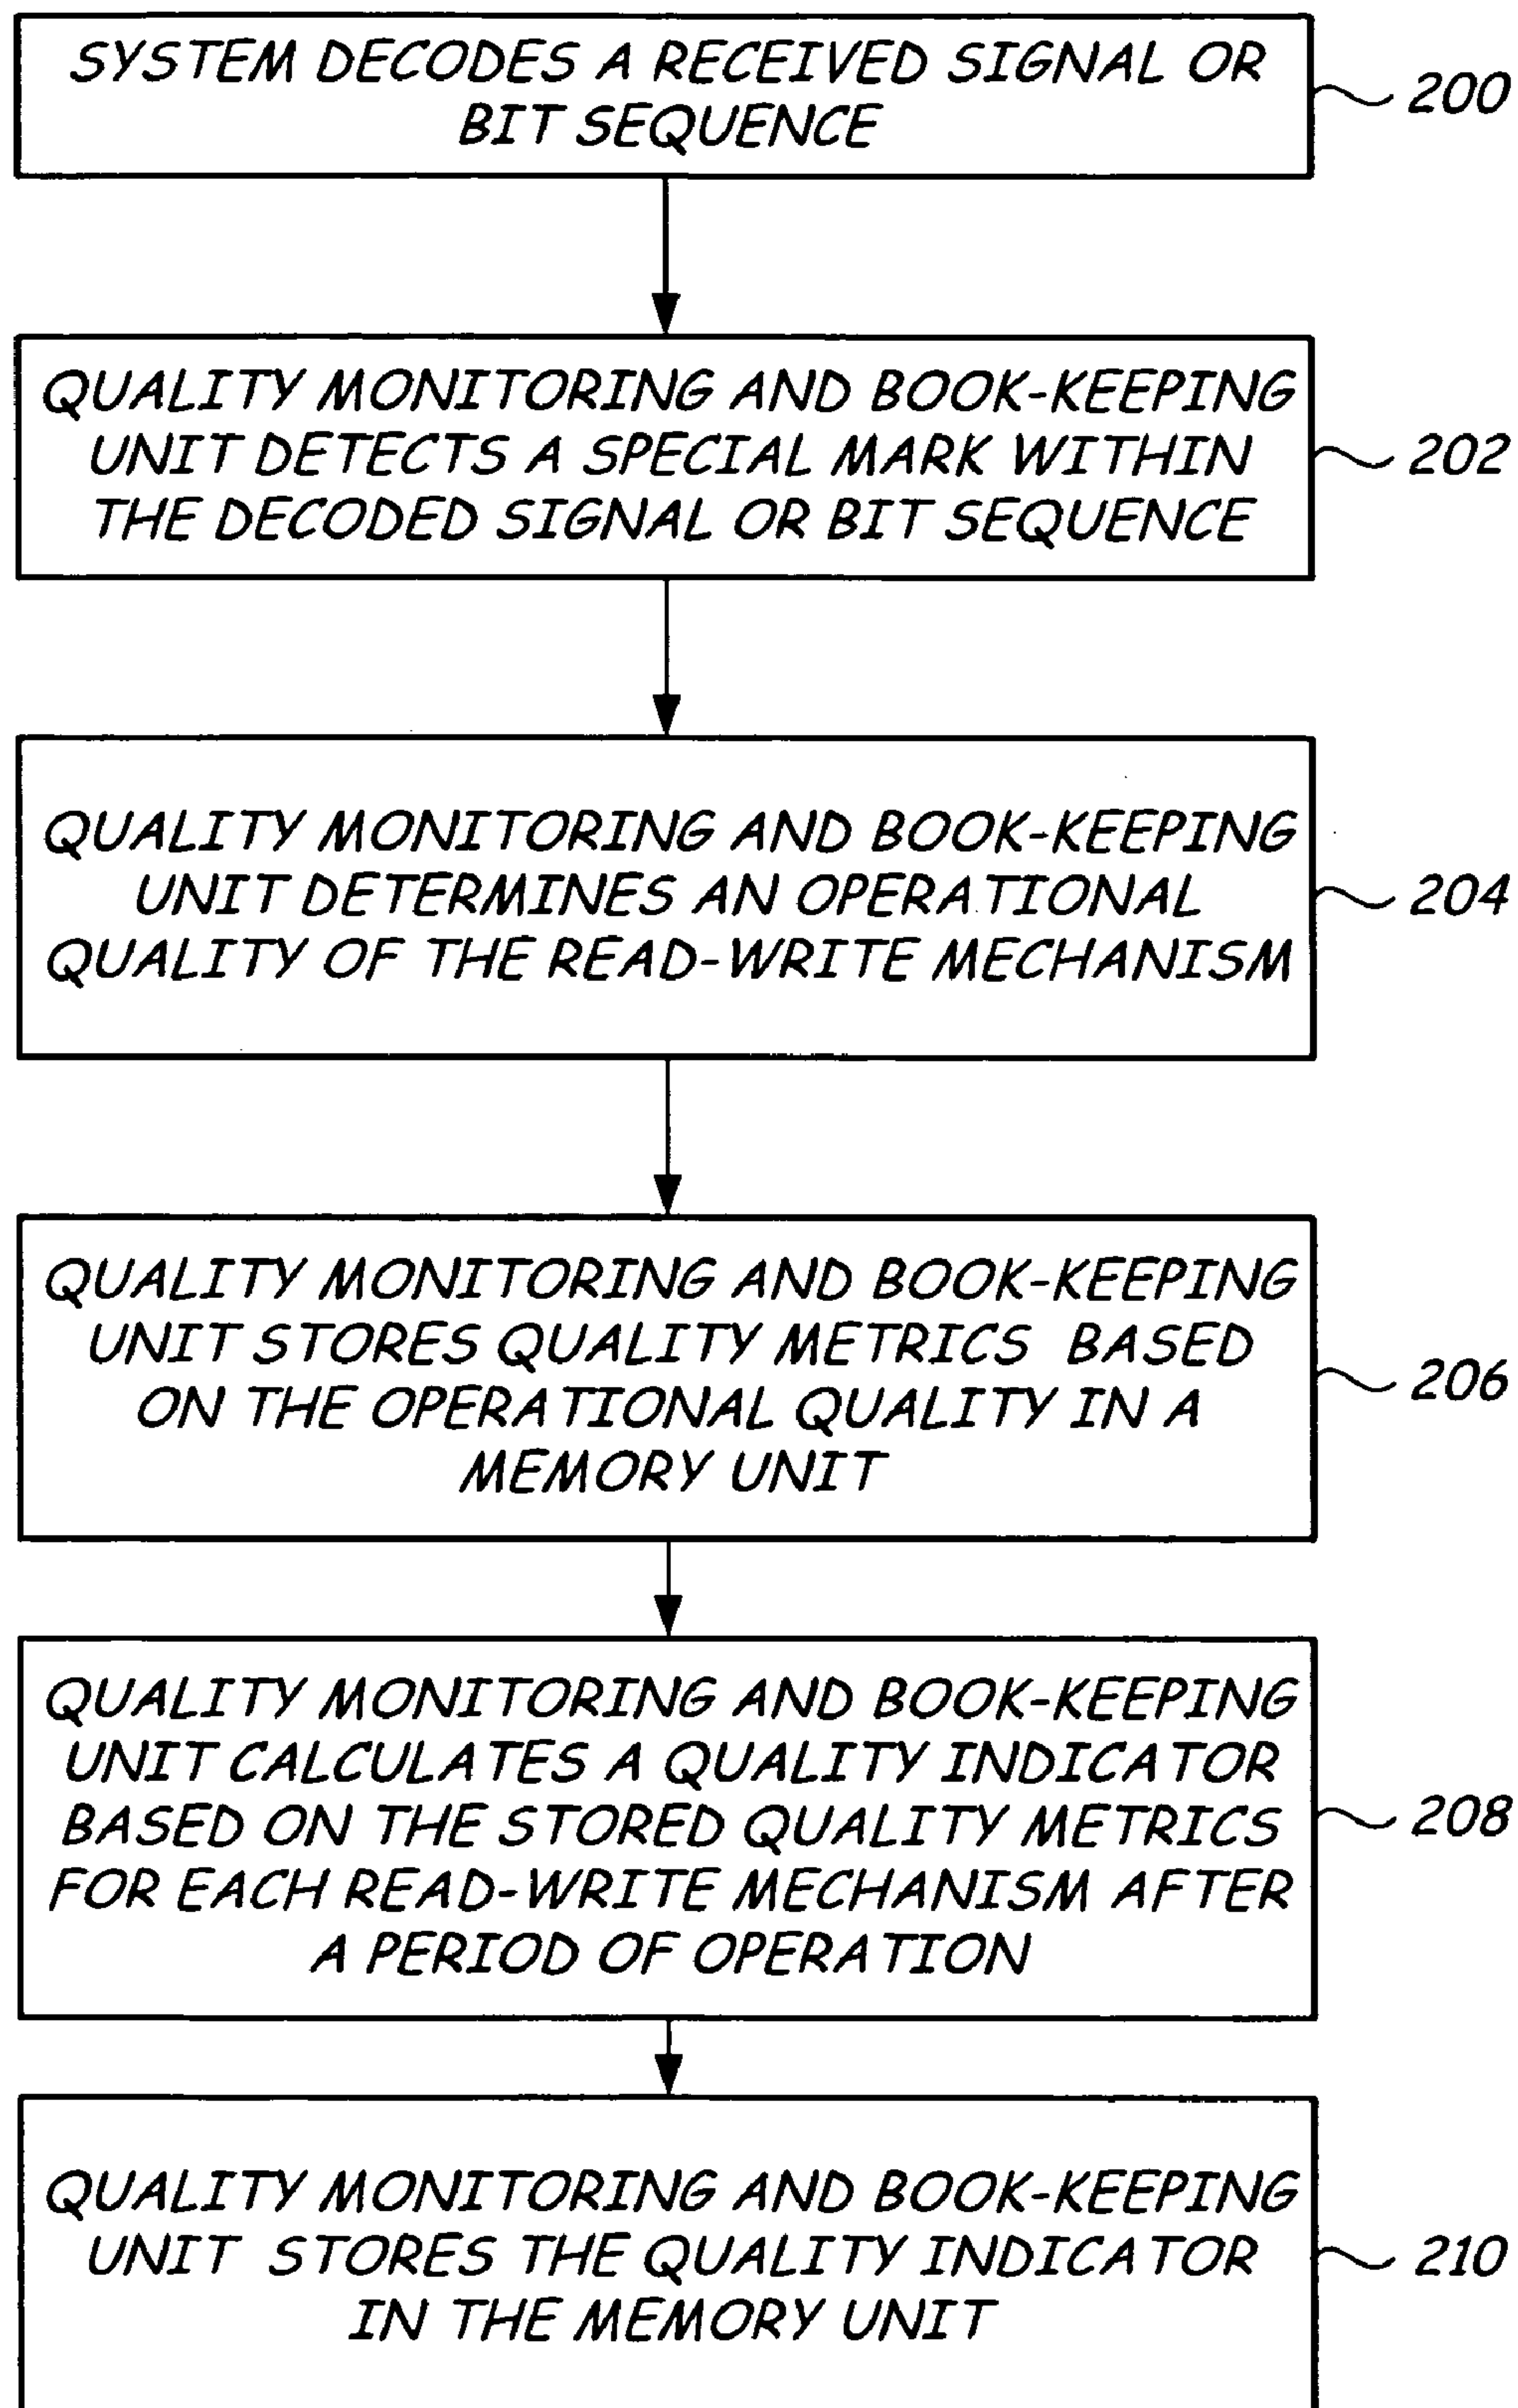 SYSTEM DECODES A RECEIVED SIGNAL OR
BIT SEQUENCE
200
QUALITY MONITORING AND BOOK-KEEPING
UNIT DETECTS A SPECIAL MARK WITHIN
THE DECODED SIGNAL OR BIT SEQUENCE
202
QUALITY MONITORING AND BOOK-KEEPING
UNIT DETERMINES AN OPERATIONAL
QUALITY OF THE READ-WRITE MECHANISM
204
QUALITY MONITORING AND BOOK-KEEPING
UNIT STORES QUALITY METRICS BASED
ON THE OPERATIONAL QUALITY IN A
MEMORY UNIT
206
QUALITY MONITORING AND BOOK-KEEPING
UNIT CALCULATES A QUALITY INDICATOR
BASED ON THE STORED QUALITY METRICS
FOR EACH READ-WRITE MECHANISM AFTER
A PERIOD OF OPERATION
208
QUALITY MONITORING AND BOOK-KEEPING
UNIT STORES THE QUALITY INDICATOR
IN THE MEMORY UNIT
210